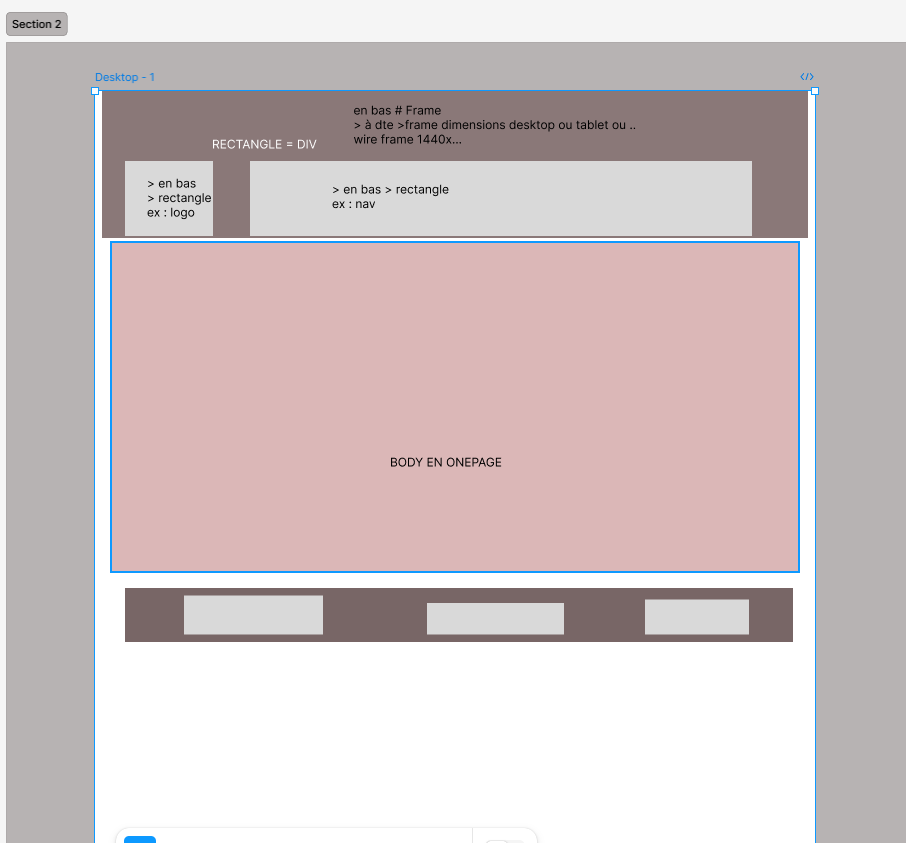 Section 2
Desktop - 1
</>
en bas # Frame
> à dte >frame dimensions desktop ou tablet ou ..
wire frame 1440x...
RECTANGLE = DIV
> en bas
> rectangle
ex : logo
> en bas > rectangle
ex : nav
BODY EN ONEPAGE